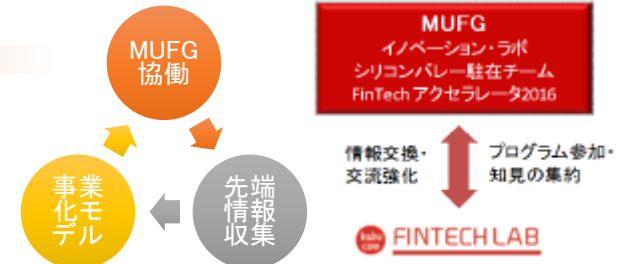 MUFG
協働
先端
情報
収集
事業
化モ
デル
MUFG
イノベーション・ラボ
シリコンバレー駐在チーム
FinTech アクセラレータ2016
情報交換・
交流強化
プログラム参加・
知見の集約
kabu
com
FINTECH LAB